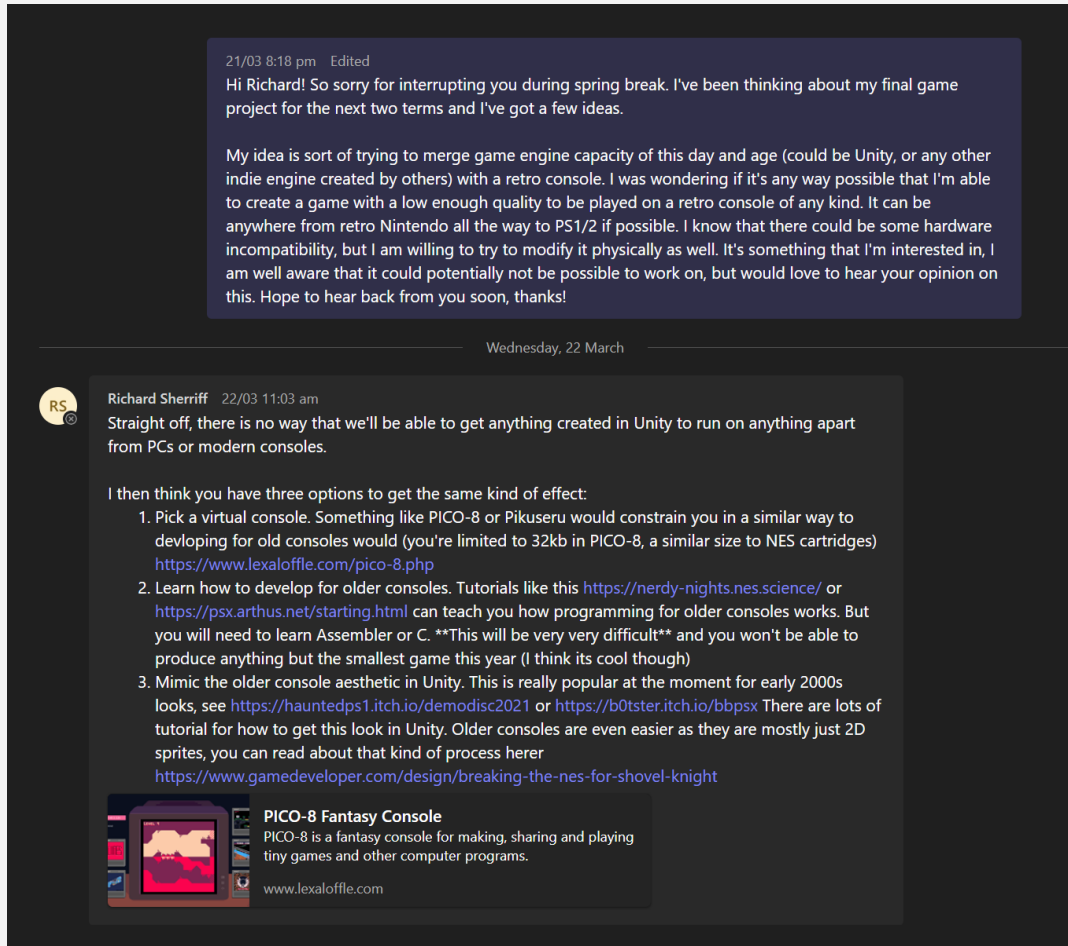 21/03 8:18 pm Edited
Hi Richard! So sorry for interrupting you during spring break. I've been thinking about my final game
project for the next two terms and I've got a few ideas.
My idea is sort of trying to merge game engine capacity of this day and age (could be Unity, or any other
indie engine created by others) with a retro console. I was wondering if it's any way possible that I'm able
to create a game with a low enough quality to be played on a retro console of any kind. It can be
anywhere from retro Nintendo all the way to PS1/2 if possible. I know that there could be some hardware
incompatibility, but I am willing to try to modify it physically as well. It's something that I'm interested in, I
am well aware that it could potentially not be possible to work on, but would love to hear your opinion on
this. Hope to hear back from you soon, thanks!
Wednesday, 22 March
RS
Richard Sherriff 22/03 11:03 am
Straight off, there is no way that we'll be able to get anything created in Unity to run on anything apart
from PCs or modern consoles.
I then think you have three options to get the same kind of effect:
1. Pick a virtual console. Something like PICO-8 or Pikuseru would constrain you in a similar way to
devloping for old consoles would (you're limited to 32kb in PICO-8, a similar size to NES cartridges)
https://www.lexaloffle.com/pico-8.php
2. Learn how to develop for older consoles. Tutorials like this https://nerdy-nights.nes.science/ or
https://psx.arthus.net/starting.html can teach you how programming for older consoles works. But
you will need to learn Assembler or C. **This will be very very difficult** and you won't be able to
produce anything but the smallest game this year (I think its cool though)
3. Mimic the older console aesthetic in Unity. This is really popular at the moment for early 2000s
looks, see https://hauntedps1.itch.io/demodisc2021 or https://b0tster.itch.io/bbpsx There are lots of
tutorial for how to get this look in Unity. Older consoles are even easier as they are mostly just 2D
sprites, you can read about that kind of process herer
https://www.gamedeveloper.com/design/breaking-the-nes-for-shovel-knight
PICO-8 Fantasy Console
PICO-8 is a fantasy console for making, sharing and playing
tiny games and other computer programs.
www.lexaloffle.com